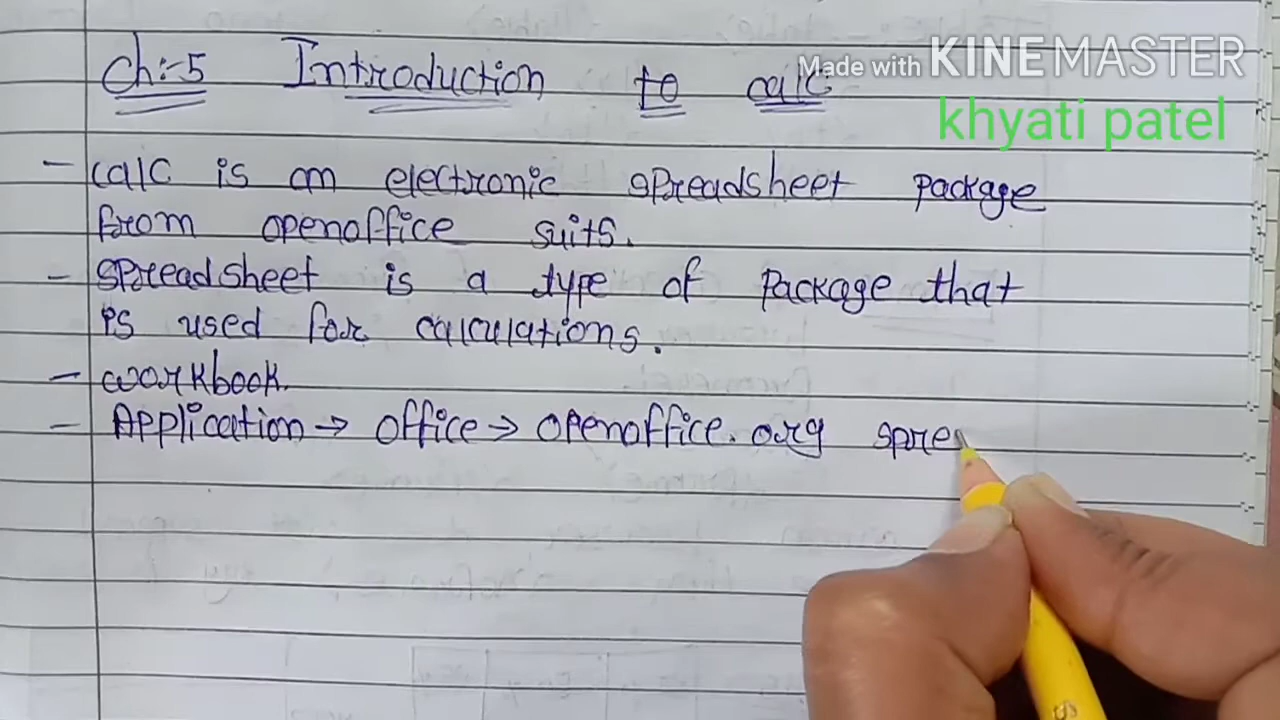 Ch:-5 Introduction to calc
Made with KINEMASTER
khyati patel
- calc is an electronic spreadsheet package
from openoffice suits.
- spreadsheet is a type of package that
is used for calculations.
- workbook.
- Application → office → openoffice.org spre